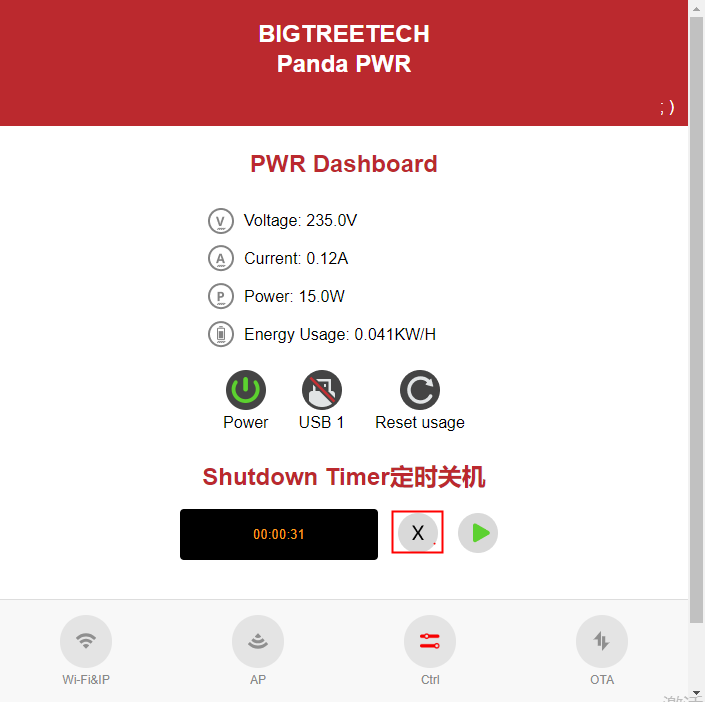 BIGTREETECH
Panda PWR
; )
PWR Dashboard
V Voltage: 235.0V
A Current: 0.12A
P Power: 15.0W
Energy Usage: 0.041KW/H
Power USB 1 Reset usage
Shutdown Timer定时关机
00:00:31 X
Wi-Fi&IP AP Ctrl OTA